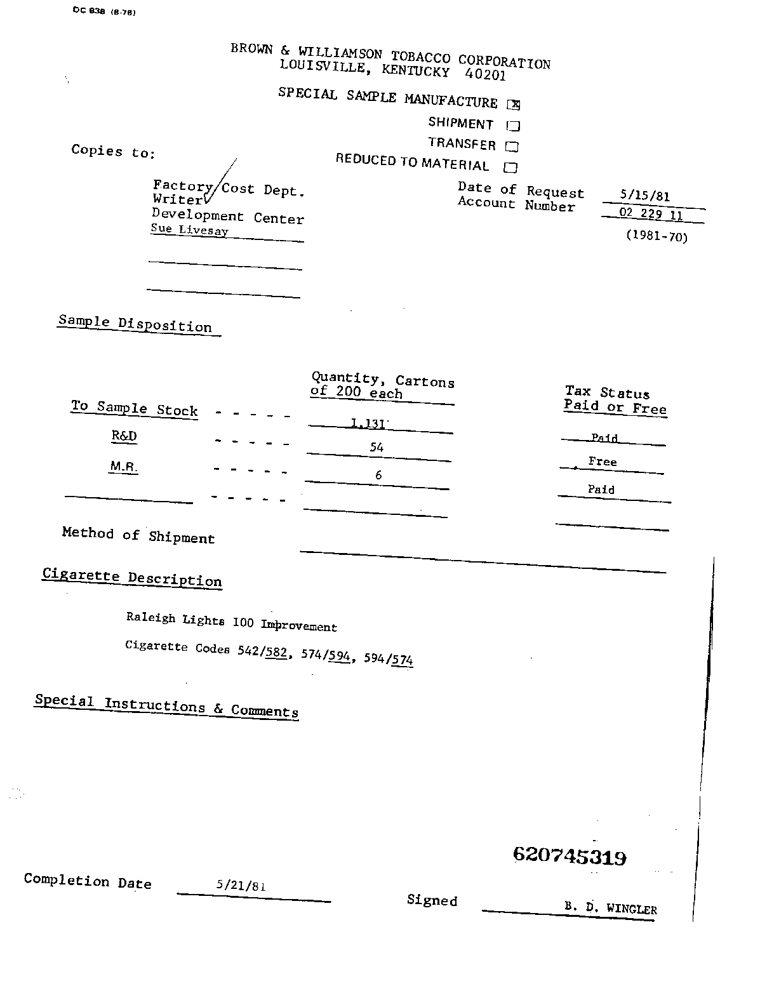 DC 838 (8-78)
BROWN & WILLIAMSON TOBACCO CORPORATION
LOUISVILLE, KENTUCKY 40201
SPECIAL SAMPLE MANUFACTURE ☒
SHIPMENT ☐
TRANSFER ☐
REDUCED TO MATERIAL ☐
Copies to:
Factory/Cost Dept.
Writer
Development Center
Sue Livesay
Date of Request 5/15/81
Account Number 02 229 11
(1981-70)
Sample Disposition
Quantity, Cartons of 200 each
Tax Status Paid or Free
To Sample Stock - - - - - 1,131 Paid
R&D - - - - - 54 Free
M.R. - - - - - 6 Paid
- - - - -
Method of Shipment
Cigarette Description
Raleigh Lights 100 Improvement
Cigarette Codes 542/582, 574/594, 594/574
Special Instructions & Comments
620745319
Completion Date 5/21/81
Signed B. D. WINGLER